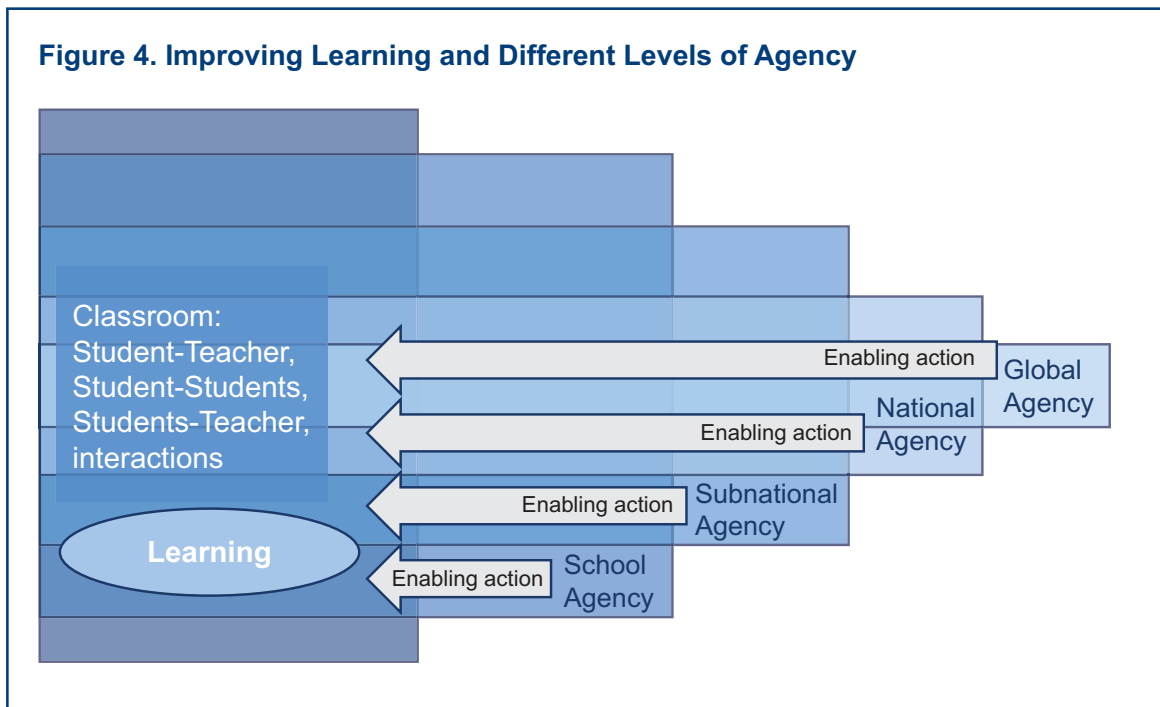 Figure 4. Improving Learning and Different Levels of Agency
Classroom:
Student-Teacher,
Student-Students,
Students-Teacher,
interactions
Learning
Enabling action
Global
Agency
Enabling action
National
Agency
Enabling action
Subnational
Agency
Enabling action
School
Agency